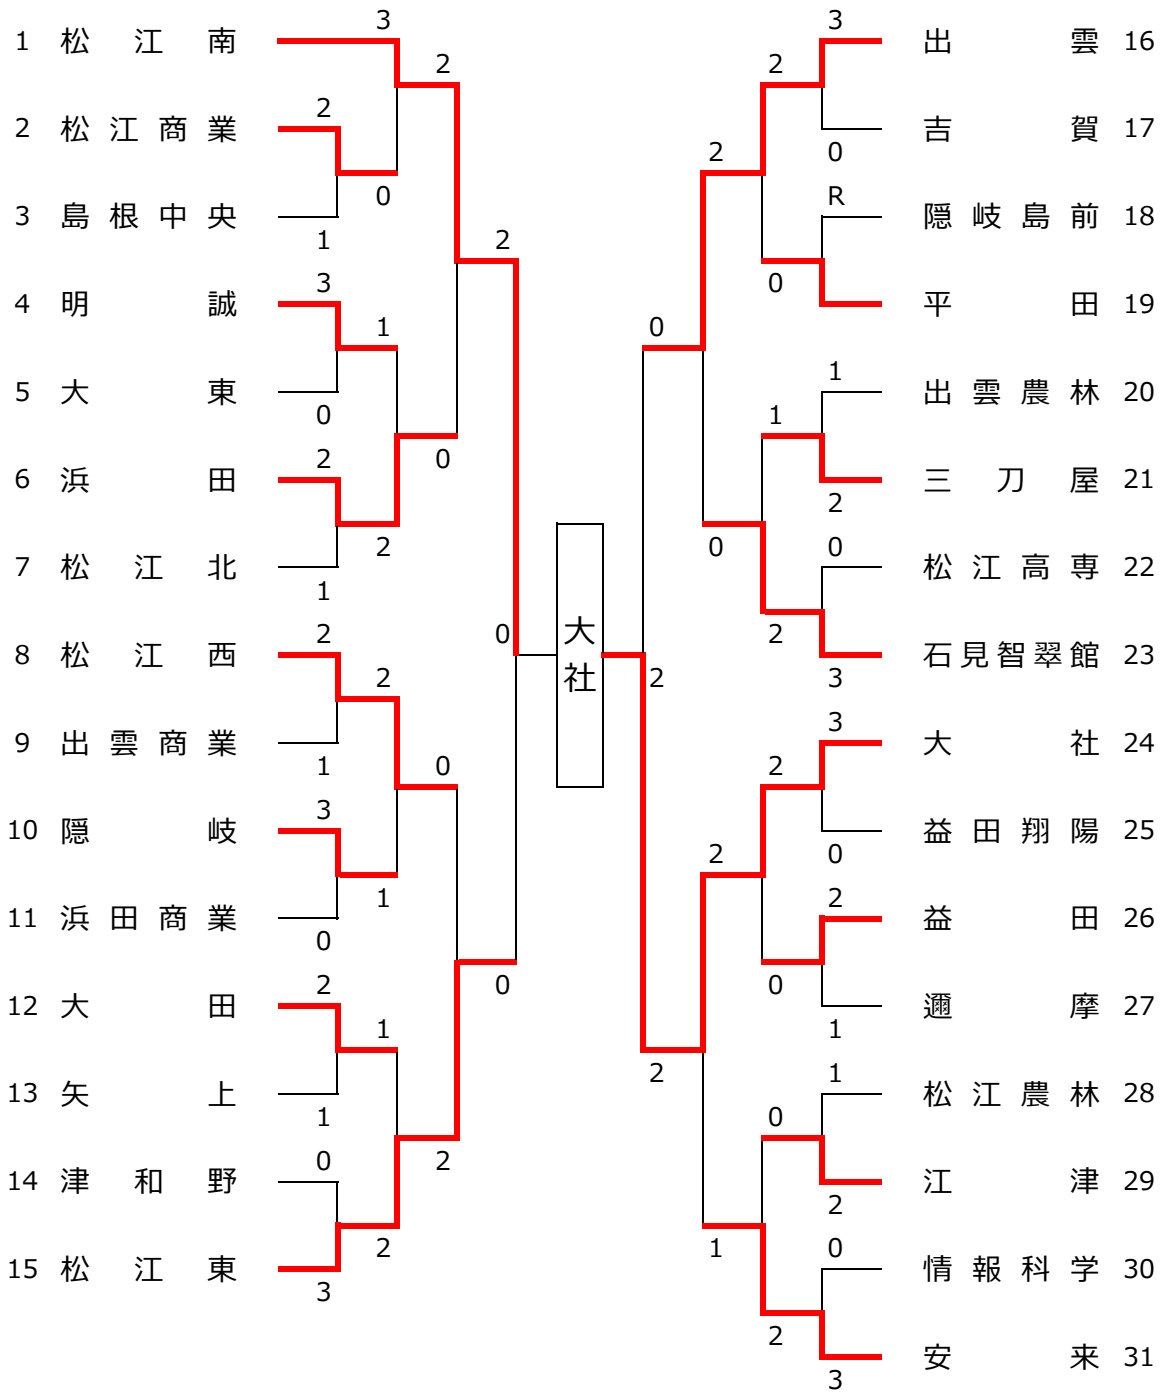 3
1 松江南
2
2
2 松江商業
0
3 島根中央
1
2
3
4 明誠
1
5 大東
0
0
2
6 浜田
2
7 松江北
1
0
2
8 松江西
2
9 出雲商業
1
0
3
10 隠岐
1
11 浜田商業
0
0
2
12 大田
1
13 矢上
1
2
0
14 津和野
2
15 松江東
3
大社
3
出雲 16
2
吉賀 17
0
2
R
隠岐島前 18
0
平田 19
0
1
出雲農林 20
1
三刀屋 21
2
0
0
松江高専 22
2
石見智翠館 23
3
2
3
大社 24
2
益田翔陽 25
0
2
2
益田 26
0
邇摩 27
1
2
1
松江農林 28
0
江津 29
2
1
0
情報科学 30
2
安来 31
3